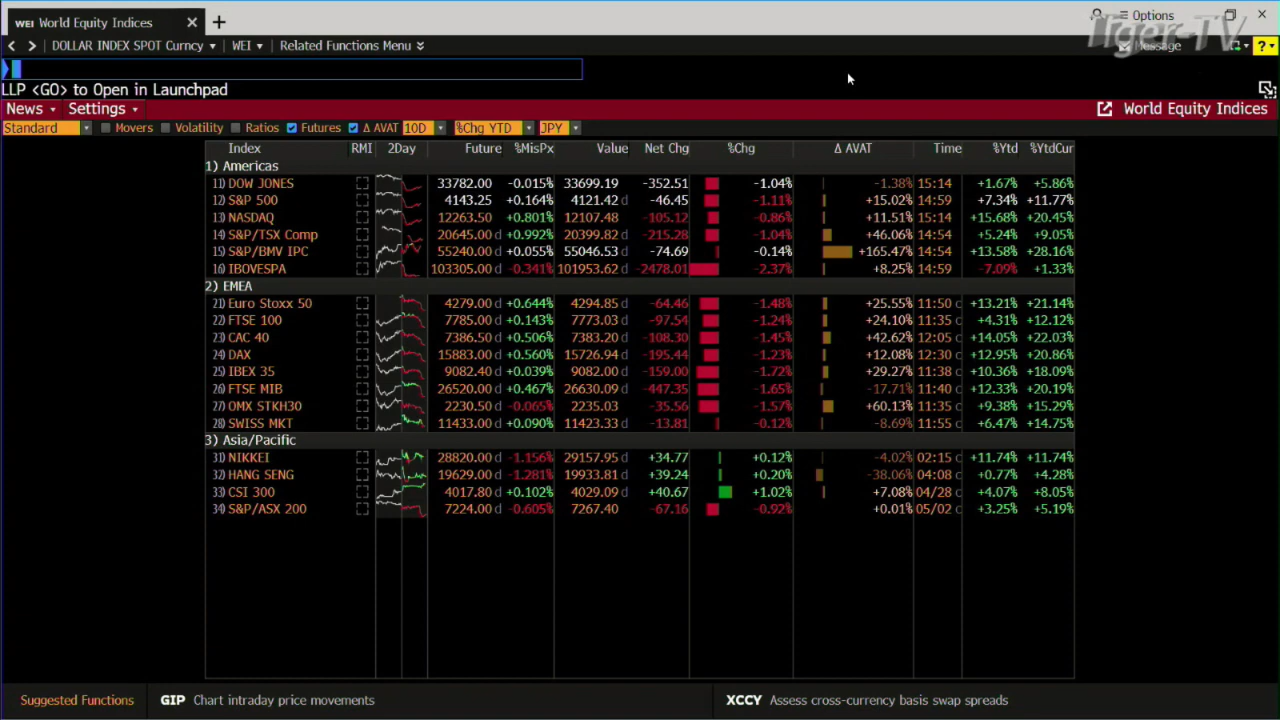 WEI World Equity Indices × +
Options
Tiger-TV
< > DOLLAR INDEX SPOT Curncy ▾ WEI ▾ Related Functions Menu
Message
?
LLP <GO> to Open in Launchpad
News Settings World Equity Indices
Standard Movers Volatility Ratios Futures Δ AVAT 10D %Chg YTD JPY
Index RMI 2Day Future %MisPx Value Net Chg %Chg Δ AVAT Time %Ytd %YtdCur
1) Americas
11) DOW JONES 33782.00 -0.015% 33699.19 -352.51 -1.04% -1.38% 15:14 +1.67% +5.86%
12) S&P 500 4143.25 +0.164% 4121.42 d -46.45 -1.11% +15.02% 14:59 +7.34% +11.77%
13) NASDAQ 12263.50 +0.801% 12107.48 -105.12 -0.86% +11.51% 15:14 +15.68% +20.45%
14) S&P/TSX Comp 20645.00 d +0.992% 20399.82 d -215.28 -1.04% +46.06% 14:54 +5.24% +9.05%
15) S&P/BMV IPC 55240.00 d +0.055% 55046.53 d -74.69 -0.14% +165.47% 14:54 +13.58% +28.16%
16) IBOVESPA 103305.00 d -0.341% 101953.62 d -2478.01 -2.37% +8.25% 14:59 -7.09% +1.33%
2) EMEA
21) Euro Stoxx 50 4279.00 d +0.644% 4294.85 d -64.46 -1.48% +25.55% 11:50 c +13.21% +21.14%
22) FTSE 100 7785.00 d +0.143% 7773.03 d -97.54 -1.24% +24.10% 11:35 c +4.31% +12.12%
23) CAC 40 7386.50 d +0.506% 7383.20 d -108.30 -1.45% +42.62% 12:05 c +14.05% +22.03%
24) DAX 15883.00 d +0.560% 15726.94 d -195.44 -1.23% +12.08% 12:30 c +12.95% +20.86%
25) IBEX 35 9082.40 d +0.039% 9082.00 d -159.00 -1.72% +29.27% 11:38 c +10.36% +18.09%
26) FTSE MIB 26520.00 d +0.467% 26630.09 d -447.35 -1.65% -17.71% 11:40 c +12.33% +20.19%
27) OMX STKH30 2230.50 d -0.065% 2235.03 d -35.56 -1.57% +60.13% 11:35 c +9.38% +15.29%
28) SWISS MKT 11433.00 d +0.090% 11423.33 d -13.81 -0.12% -8.69% 11:55 c +6.47% +14.75%
3) Asia/Pacific
31) NIKKEI 28820.00 d -1.156% 29157.95 d +34.77 +0.12% -4.02% 02:15 c +11.74% +11.74%
32) HANG SENG 19629.00 d -1.281% 19933.81 d +39.24 +0.20% -38.06% 04:08 c +0.77% +4.28%
33) CSI 300 4017.80 d +0.102% 4029.09 d +40.67 +1.02% +7.08% 04/28 c +4.07% +8.05%
34) S&P/ASX 200 7224.00 d -0.605% 7267.40 -67.16 -0.92% +0.01% 05/02 c +3.25% +5.19%
Suggested Functions GIP Chart intraday price movements XCCY Assess cross-currency basis swap spreads